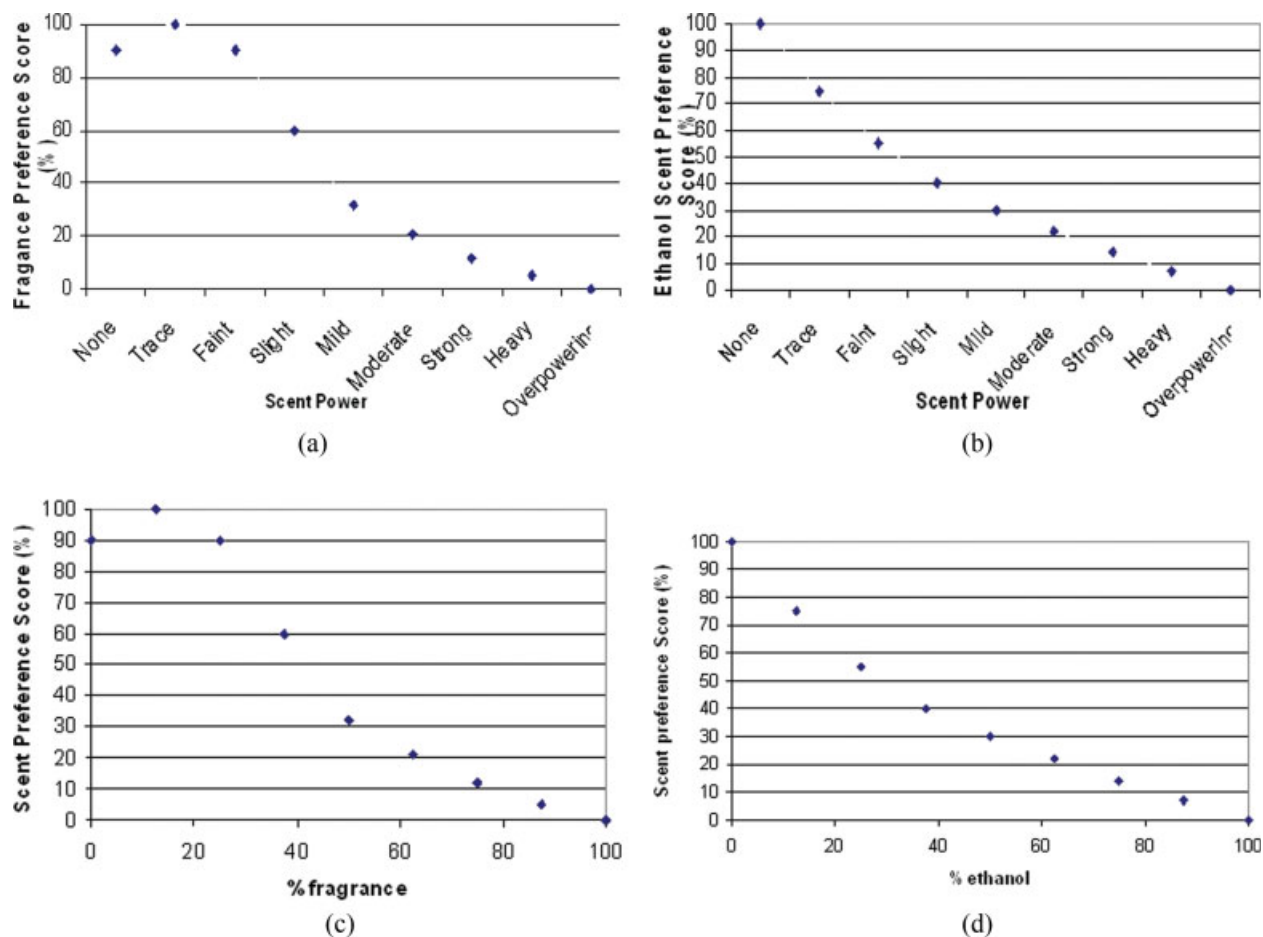 Fragance Preference Score
(%)
100
80
60
40
20
0
None
Trace
Faint
Slight
Mild
Moderate
Strong
Heavy
Overpowering
Scent Power
(a)
Ethanol Scent Preference
Score (%)
100
90
80
70
60
50
40
30
20
10
0
None
Trace
Faint
Slight
Mild
Moderate
Strong
Heavy
Overpowering
Scent Power
(b)
Scent Preference Score (%)
100
90
80
70
60
50
40
30
20
10
0
0 20 40 60 80 100
% fragrance
(c)
Scent preference Score (%)
100
90
80
70
60
50
40
30
20
10
0
0 20 40 60 80 100
% ethanol
(d)